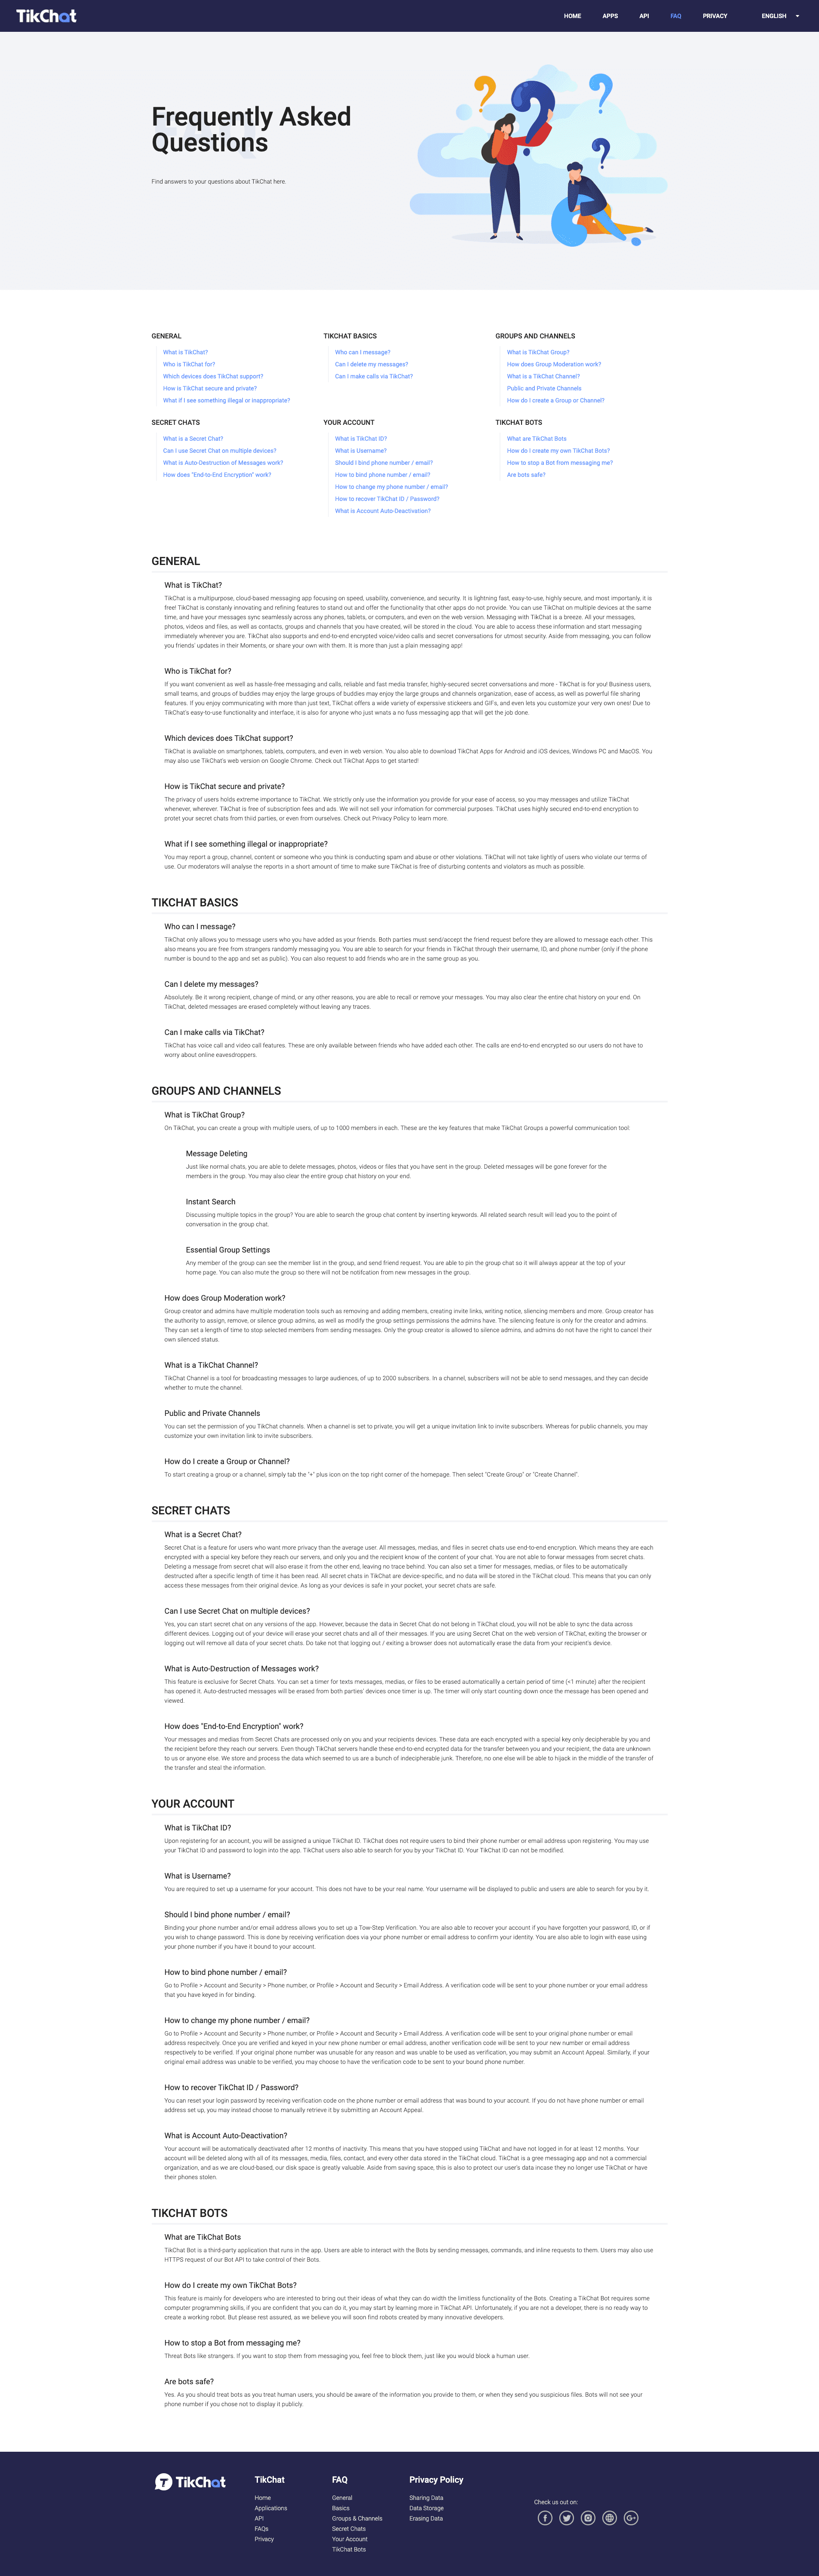 TikChat
HOME APPS API FAQ PRIVACY ENGLISH
Frequently Asked
Questions
Find answers to your questions about TikChat here.
GENERAL
What is TikChat?
Who is TikChat for?
Which devices does TikChat support?
How is TikChat secure and private?
What if I see something illegal or inappropriate?
TIKCHAT BASICS
Who can I message?
Can I delete my messages?
Can I make calls via TikChat?
GROUPS AND CHANNELS
What is TikChat Group?
How does Group Moderation work?
What is a TikChat Channel?
Public and Private Channels
How do I create a Group or Channel?
SECRET CHATS
What is a Secret Chat?
Can I use Secret Chat on multiple devices?
What is Auto-Destruction of Messages work?
How does "End-to-End Encryption" work?
YOUR ACCOUNT
What is TikChat ID?
What is Username?
Should I bind phone number / email?
How to bind phone number / email?
How to change my phone number / email?
How to recover TikChat ID / Password?
What is Account Auto-Deactivation?
TIKCHAT BOTS
What are TikChat Bots
How do I create my own TikChat Bots?
How to stop a Bot from messaging me?
Are bots safe?
GENERAL
What is TikChat?
TikChat is a multipurpose, cloud-based messaging app focusing on speed, usability, convenience, and security. It is lightning fast, easy-to-use, highly secure, and most importantly, it is
free! TikChat is constanly innovating and refining features to stand out and offer the functionality that other apps do not provide. You can use TikChat on multiple devices at the same
time, and have your messages sync seamlessly across any phones, tablets, or computers, and even on the web version. Messaging with TikChat is a breeze. All your messages,
photos, videos and files, as well as contacts, groups and channels that you have created, will be stored in the cloud. You are able to access these information and start messaging
immediately wherever you are. TikChat also supports end-to-end encrypted voice/video calls and secret conversations for utmost security. Aside from messaging, you can follow
you friends' updates in their Moments, or share your own with them. It is more than just a plain messaging app!
Who is TikChat for?
If you want convenient as well as hassle-free messaging and calls, reliable and fast media transfer, highly-secured secret conversations and more - TikChat is for you! Business users,
small teams, and groups of buddies may enjoy the large groups of buddies may enjoy the large groups and channels organization, ease of access, as well as powerful file sharing
features. If you enjoy communicating with more than just text, TikChat offers a wide variety of expressive stickers and GIFs, and even lets you customize your very own ones! Due to
TikChat's easy-to-use functionality and interface, it is also for anyone who just whats a no fuss messaging app that will get the job done.
Which devices does TikChat support?
TikChat is avaliable on smartphones, tablets, computers, and even in web version. You also able to download TikChat Apps for Android and iOS devices, Windows PC and MacOS. You
may also use TikChat's web version on Google Chrome. Check out TikChat Apps to get started!
How is TikChat secure and private?
The privacy of users holds extreme importance to TikChat. We strictly only use the information you provide for your ease of access, so you may messages and utilize TikChat
whenever, wherever. TikChat is free of subscription fees and ads. We will not sell your infomation for commercial purposes. TikChat uses highly secured end-to-end encryption to
protet your secret chats from third parties, or even from ourselves. Check out Privacy Policy to learn more.
What if I see something illegal or inappropriate?
You may report a group, channel, content or someone who you think is conducting spam and abuse or other violations. TikChat will not take lightly of users who violate our terms of
use. Our moderators will analyse the reports in a short amount of time to make sure TikChat is free of disturbing contents and violators as much as possible.
TIKCHAT BASICS
Who can I message?
TikChat only allows you to message users who you have added as your friends. Both parties must send/accept the friend request before they are allowed to message each other. This
also means you are free from strangers randomly messaging you. You are able to search for your friends in TikChat through their username, ID, and phone number (only if the phone
number is bound to the app and set as public). You can also request to add friends who are in the same group as you.
Can I delete my messages?
Absolutely. Be it wrong recipient, change of mind, or any other reasons, you are able to recall or remove your messages. You may also clear the entire chat history on your end. On
TikChat, deleted messages are erased completely without leaving any traces.
Can I make calls via TikChat?
TikChat has voice call and video call features. These are only available between friends who have added each other. The calls are end-to-end encrypted so our users do not have to
worry about online eavesdroppers.
GROUPS AND CHANNELS
What is TikChat Group?
On TikChat, you can create a group with multiple users, of up to 1000 members in each. These are the key features that make TikChat Groups a powerful communication tool:
Message Deleting
Just like normal chats, you are able to delete messages, photos, videos or files that you have sent in the group. Deleted messages will be gone forever for the
members in the group. You may also clear the entire group chat history on your end.
Instant Search
Discussing multiple topics in the group? You are able to search the group chat content by inserting keywords. All related search result will lead you to the point of
conversation in the group chat.
Essential Group Settings
Any member of the group can see the member list in the group, and send friend request. You are able to pin the group chat so it will always appear at the top of your
home page. You can also mute the group so there will not be notifcation from new messages in the group.
How does Group Moderation work?
Group creator and admins have multiple moderation tools such as removing and adding members, creating invite links, writing notice, silencing members and more. Group creator has
the authority to assign, remove, or silence group admins, as well as modify the group settings permissions the admins have. The silencing feature is only for the creator and admins.
They can set a length of time to stop selected members from sending messages. Only the group creator is allowed to silence admins, and admins do not have the right to cancel their
own silenced status.
What is a TikChat Channel?
TikChat Channel is a tool for broadcasting messages to large audiences, of up to 2000 subscribers. In a channel, subscribers will not be able to send messages, and they can decide
whether to mute the channel.
Public and Private Channels
You can set the permission of you TikChat channels. When a channel is set to private, you will get a unique invitation link to invite subscribers. Whereas for public channels, you may
customize your own invitation link to invite subscribers.
How do I create a Group or Channel?
To start creating a group or a channel, simply tab the "+" plus icon on the top right corner of the homepage. Then select "Create Group" or "Create Channel".
SECRET CHATS
What is a Secret Chat?
Secret Chat is a feature for users who want more privacy than the average user. All messages, medias, and files in secret chats use end-to-end encryption. Which means they are each
encrypted with a special key before they reach our servers, and only you and the recipient know of the content of your chat. You are not able to forwar messages from secret chats.
Deleting a message from secret chat will also erase it from the other end, leaving no trace behind. You can also set a timer for messages, medias, or files to be automatically
destructed after a specific length of time it has been read. All secret chats in TikChat are device-specific, and no data will be stored in the TikChat cloud. This means that you can only
access these messages from their original device. As long as your devices is safe in your pocket, your secret chats are safe.
Can I use Secret Chat on multiple devices?
Yes, you can start secret chat on any versions of the app. However, because the data in Secret Chat do not belong in TikChat cloud, you will not be able to sync the data across
different devices. Logging out of your device will erase your secret chats and all of their messages. If you are using Secret Chat on the web version of TikChat, exiting the browser or
logging out will remove all data of your secret chats. Do take not that logging out / exiting a browser does not automatically erase the data from your recipient's device.
What is Auto-Destruction of Messages work?
This feature is exclusive for Secret Chats. You can set a timer for texts messages, medias, or files to be erased automaticallly a certain period of time (<1 minute) after the recipient
has opened it. Auto-destructed messages will be erased from both parties' devices once timer is up. The timer will only start counting down once the message has been opened and
viewed.
How does "End-to-End Encryption" work?
Your messages and medias from Secret Chats are processed only on you and your recipients devices. These data are each encrypted with a special key only decipherable by you and
the recipient before they reach our servers. Even though TikChat servers handle these end-to-end ecrypted data for the transfer between you and your recipient, the data are unknown
to us or anyone else. We store and process the data which seemed to us are a bunch of indecipherable junk. Therefore, no one else will be able to hijack in the middle of the transfer of
the transfer and steal the information.
YOUR ACCOUNT
What is TikChat ID?
Upon registering for an account, you will be assigned a unique TikChat ID. TikChat does not require users to bind their phone number or email address upon registering. You may use
your TikChat ID and password to login into the app. TikChat users also able to search for you by your TikChat ID. Your TikChat ID can not be modified.
What is Username?
You are required to set up a username for your account. This does not have to be your real name. Your username will be displayed to public and users are able to search for you by it.
Should I bind phone number / email?
Binding your phone number and/or email address allows you to set up a Tow-Step Verification. You are also able to recover your account if you have forgotten your password, ID, or if
you wish to change password. This is done by receiving verification does via your phone number or email address to confirm your identity. You are also able to login with ease using
your phone number if you have it bound to your account.
How to bind phone number / email?
Go to Profile > Account and Security > Phone number, or Profile > Account and Security > Email Address. A verification code will be sent to your phone number or your email address
that you have keyed in for binding.
How to change my phone number / email?
Go to Profile > Account and Security > Phone number, or Profile > Account and Security > Email Address. A verification code will be sent to your original phone number or email
address respecitvely. Once you are verified and keyed in your new phone number or email address, another verification code will be sent to your new number or email address
respectively to be verified. If your original phone number was unusable for any reason and was unable to be used as verification, you may submit an Account Appeal. Similarly, if your
original email address was unable to be verified, you may choose to have the verification code to be sent to your bound phone number.
How to recover TikChat ID / Password?
You can reset your login password by receiving verification code on the phone number or email address that was bound to your account. If you do not have phone number or email
address set up, you may instead choose to manually retrieve it by submitting an Account Appeal.
What is Account Auto-Deactivation?
Your account will be automatically deactivated after 12 months of inactivity. This means that you have stopped using TikChat and have not logged in for at least 12 months. Your
account will be deleted along with all of its messages, media, files, contact, and every other data stored in the TikChat cloud. TikChat is a gree messaging app and not a commercial
organization, and as we are cloud-based, our disk space is greatly valuable. Aside from saving space, this is also to protect our user's data incase they no longer use TikChat or have
their phones stolen.
TIKCHAT BOTS
What are TikChat Bots
TikChat Bot is a third-party application that runs in the app. Users are able to interact with the Bots by sending messages, commands, and inline requests to them. Users may also use
HTTPS request of our Bot API to take control of their Bots.
How do I create my own TikChat Bots?
This feature is mainly for developers who are interested to bring out their ideas of what they can do width the limitless functionality of the Bots. Creating a TikChat Bot requires some
computer programming skills, if you are confident that you can do it, you may start by learning more in TikChat API. Unfortunately, if you are not a developer, there is no ready way to
create a working robot. But please rest assured, as we believe you will soon find robots created by many innovative developers.
How to stop a Bot from messaging me?
Threat Bots like strangers. If you want to stop them from messaging you, feel free to block them, just like you would block a human user.
Are bots safe?
Yes. As you should treat bots as you treat human users, you should be aware of the information you provide to them, or when they send you suspicious files. Bots will not see your
phone number if you chose not to display it publicly.
TikChat
TikChat
Home
Applications
API
FAQs
Privacy
FAQ
General
Basics
Groups & Channels
Secret Chats
Your Account
TikChat Bots
Privacy Policy
Sharing Data
Data Storage
Erasing Data
Check us out on: